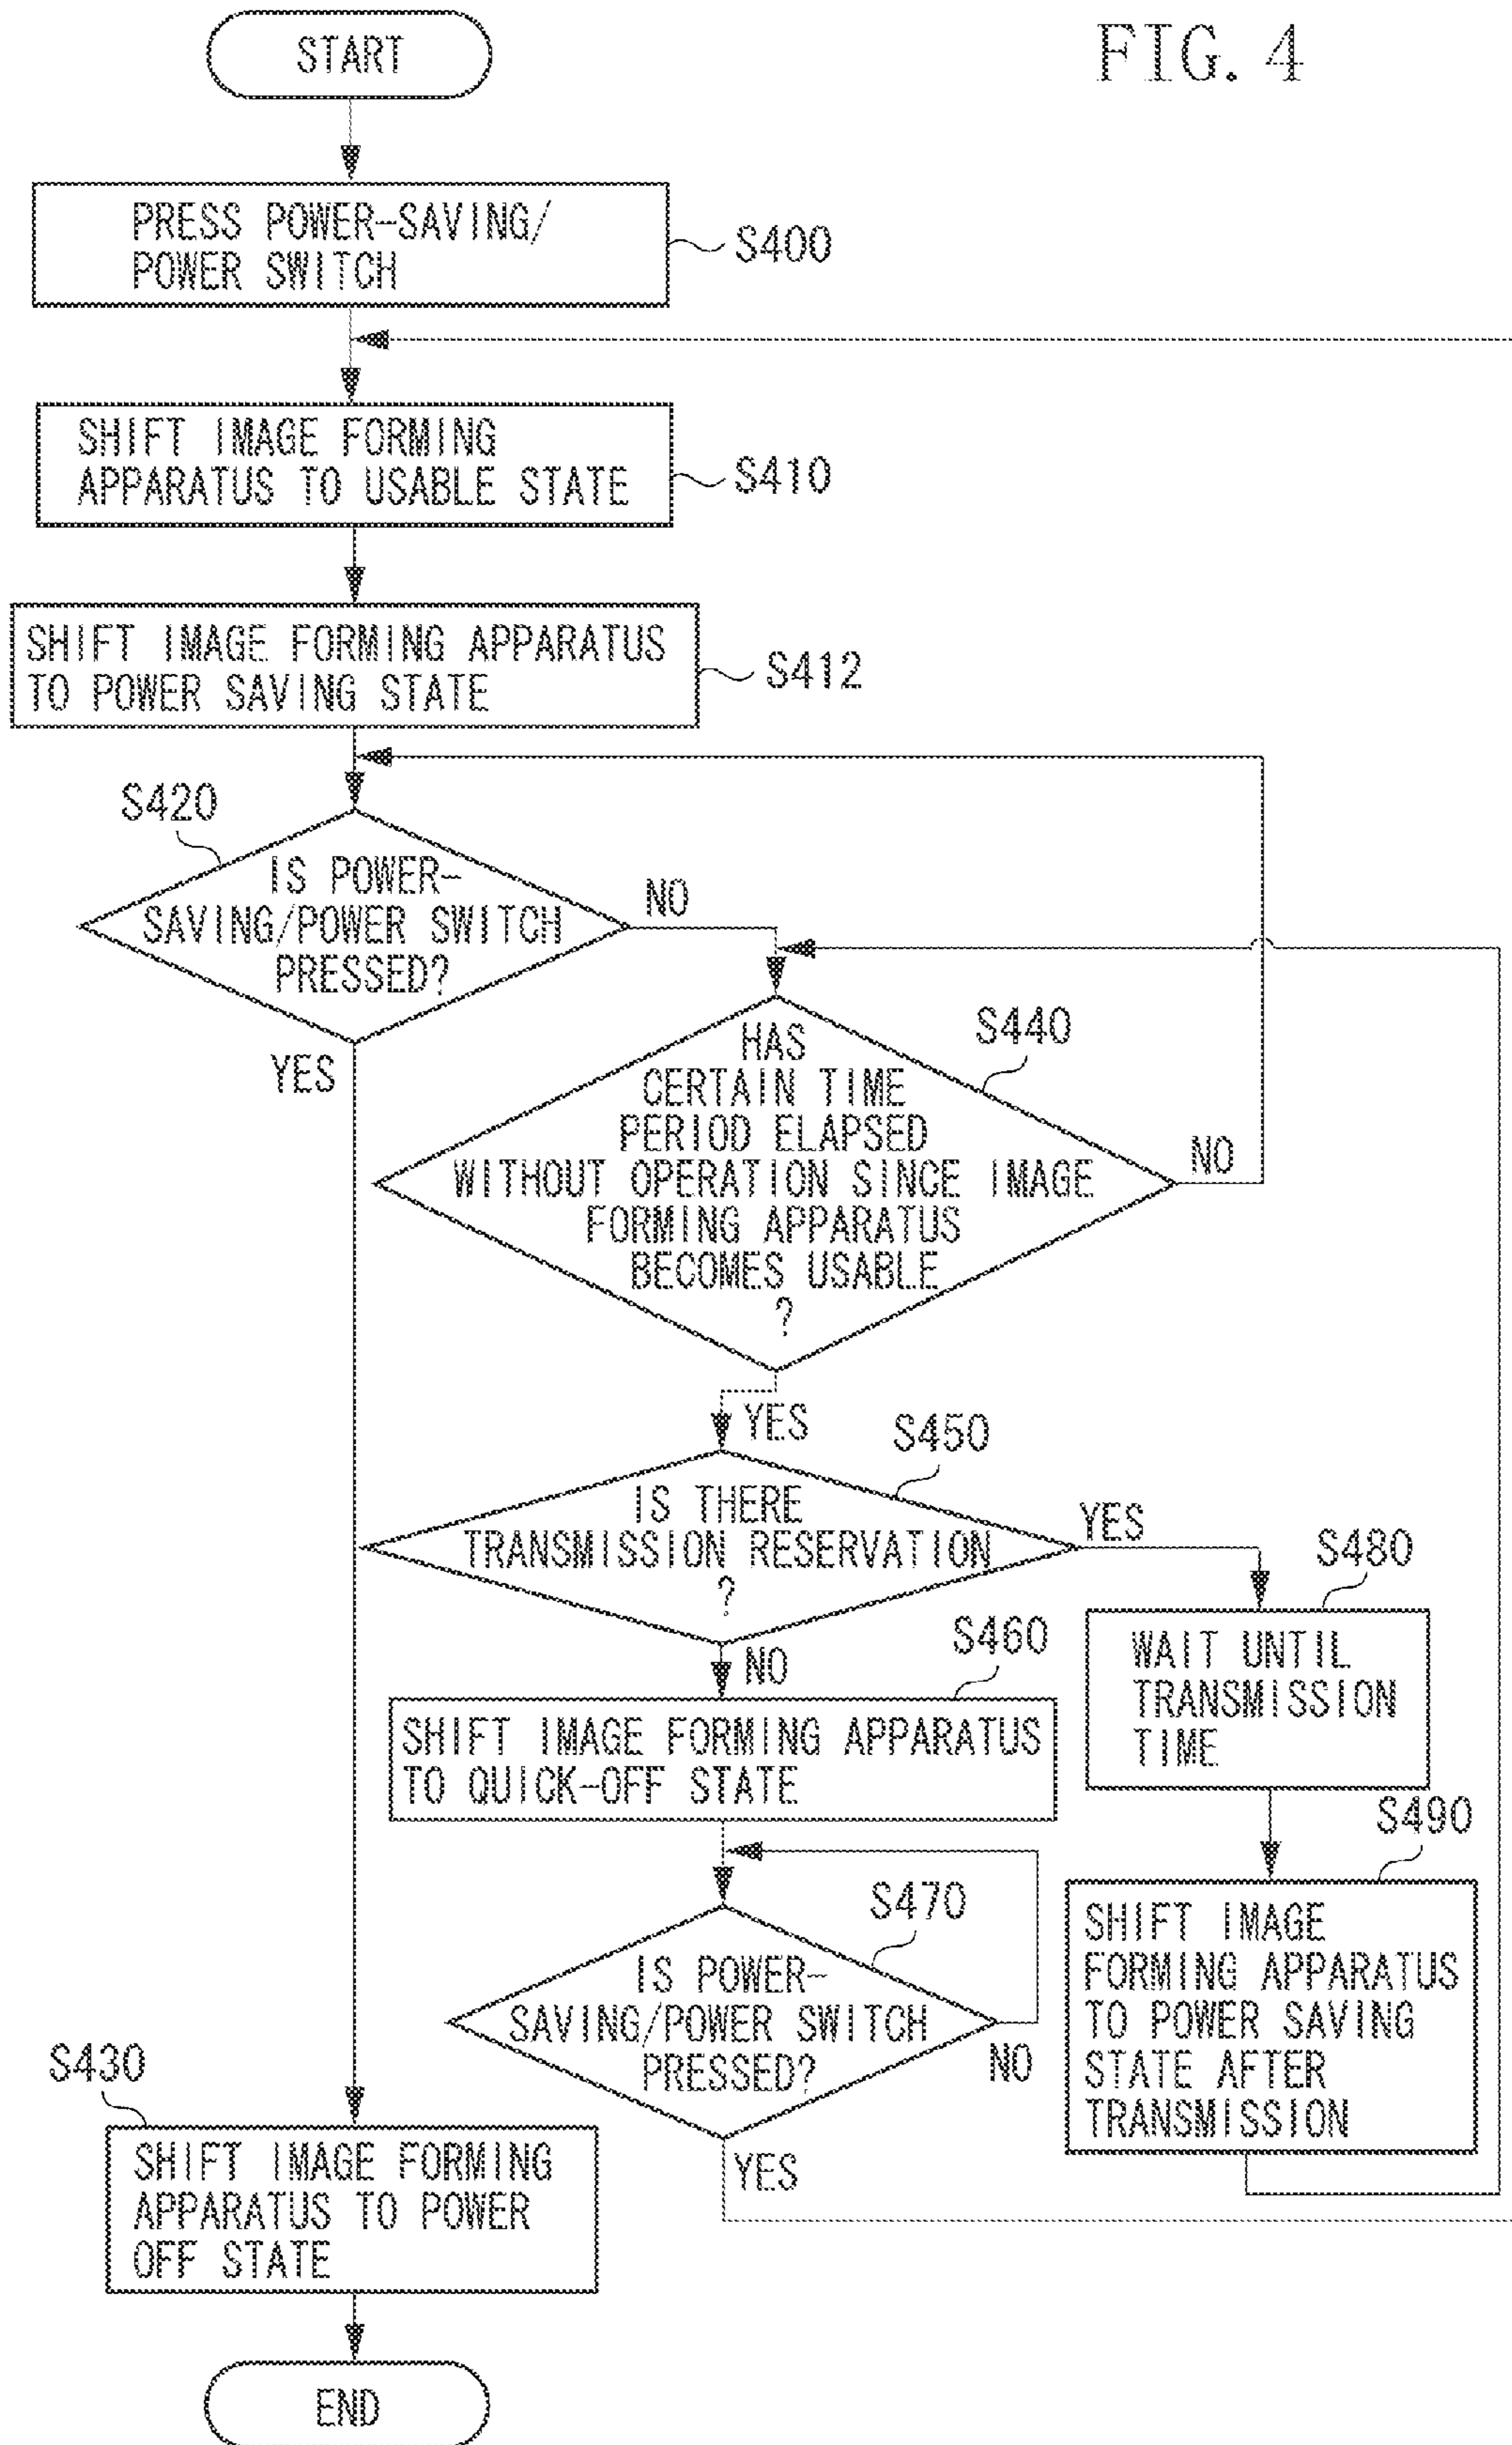 FIG. 4
START
PRESS POWER-SAVING/
POWER SWITCH
S400
SHIFT IMAGE FORMING
APPARATUS TO USABLE STATE
S410
SHIFT IMAGE FORMING APPARATUS
TO POWER SAVING STATE
S412
S420
IS POWER-
SAVING/POWER SWITCH
PRESSED?
NO
YES
S440
HAS
CERTAIN TIME
PERIOD ELAPSED
WITHOUT OPERATION SINCE IMAGE
FORMING APPARATUS
BECOMES USABLE
?
NO
YES
S450
IS THERE
TRANSMISSION RESERVATION
?
YES
NO
S480
WAIT UNTIL
TRANSMISSION
TIME
S460
SHIFT IMAGE FORMING APPARATUS
TO QUICK-OFF STATE
S490
SHIFT IMAGE
FORMING APPARATUS
TO POWER SAVING
STATE AFTER
TRANSMISSION
S470
IS POWER-
SAVING/POWER SWITCH
PRESSED?
NO
YES
S430
SHIFT IMAGE FORMING
APPARATUS TO POWER
OFF STATE
END